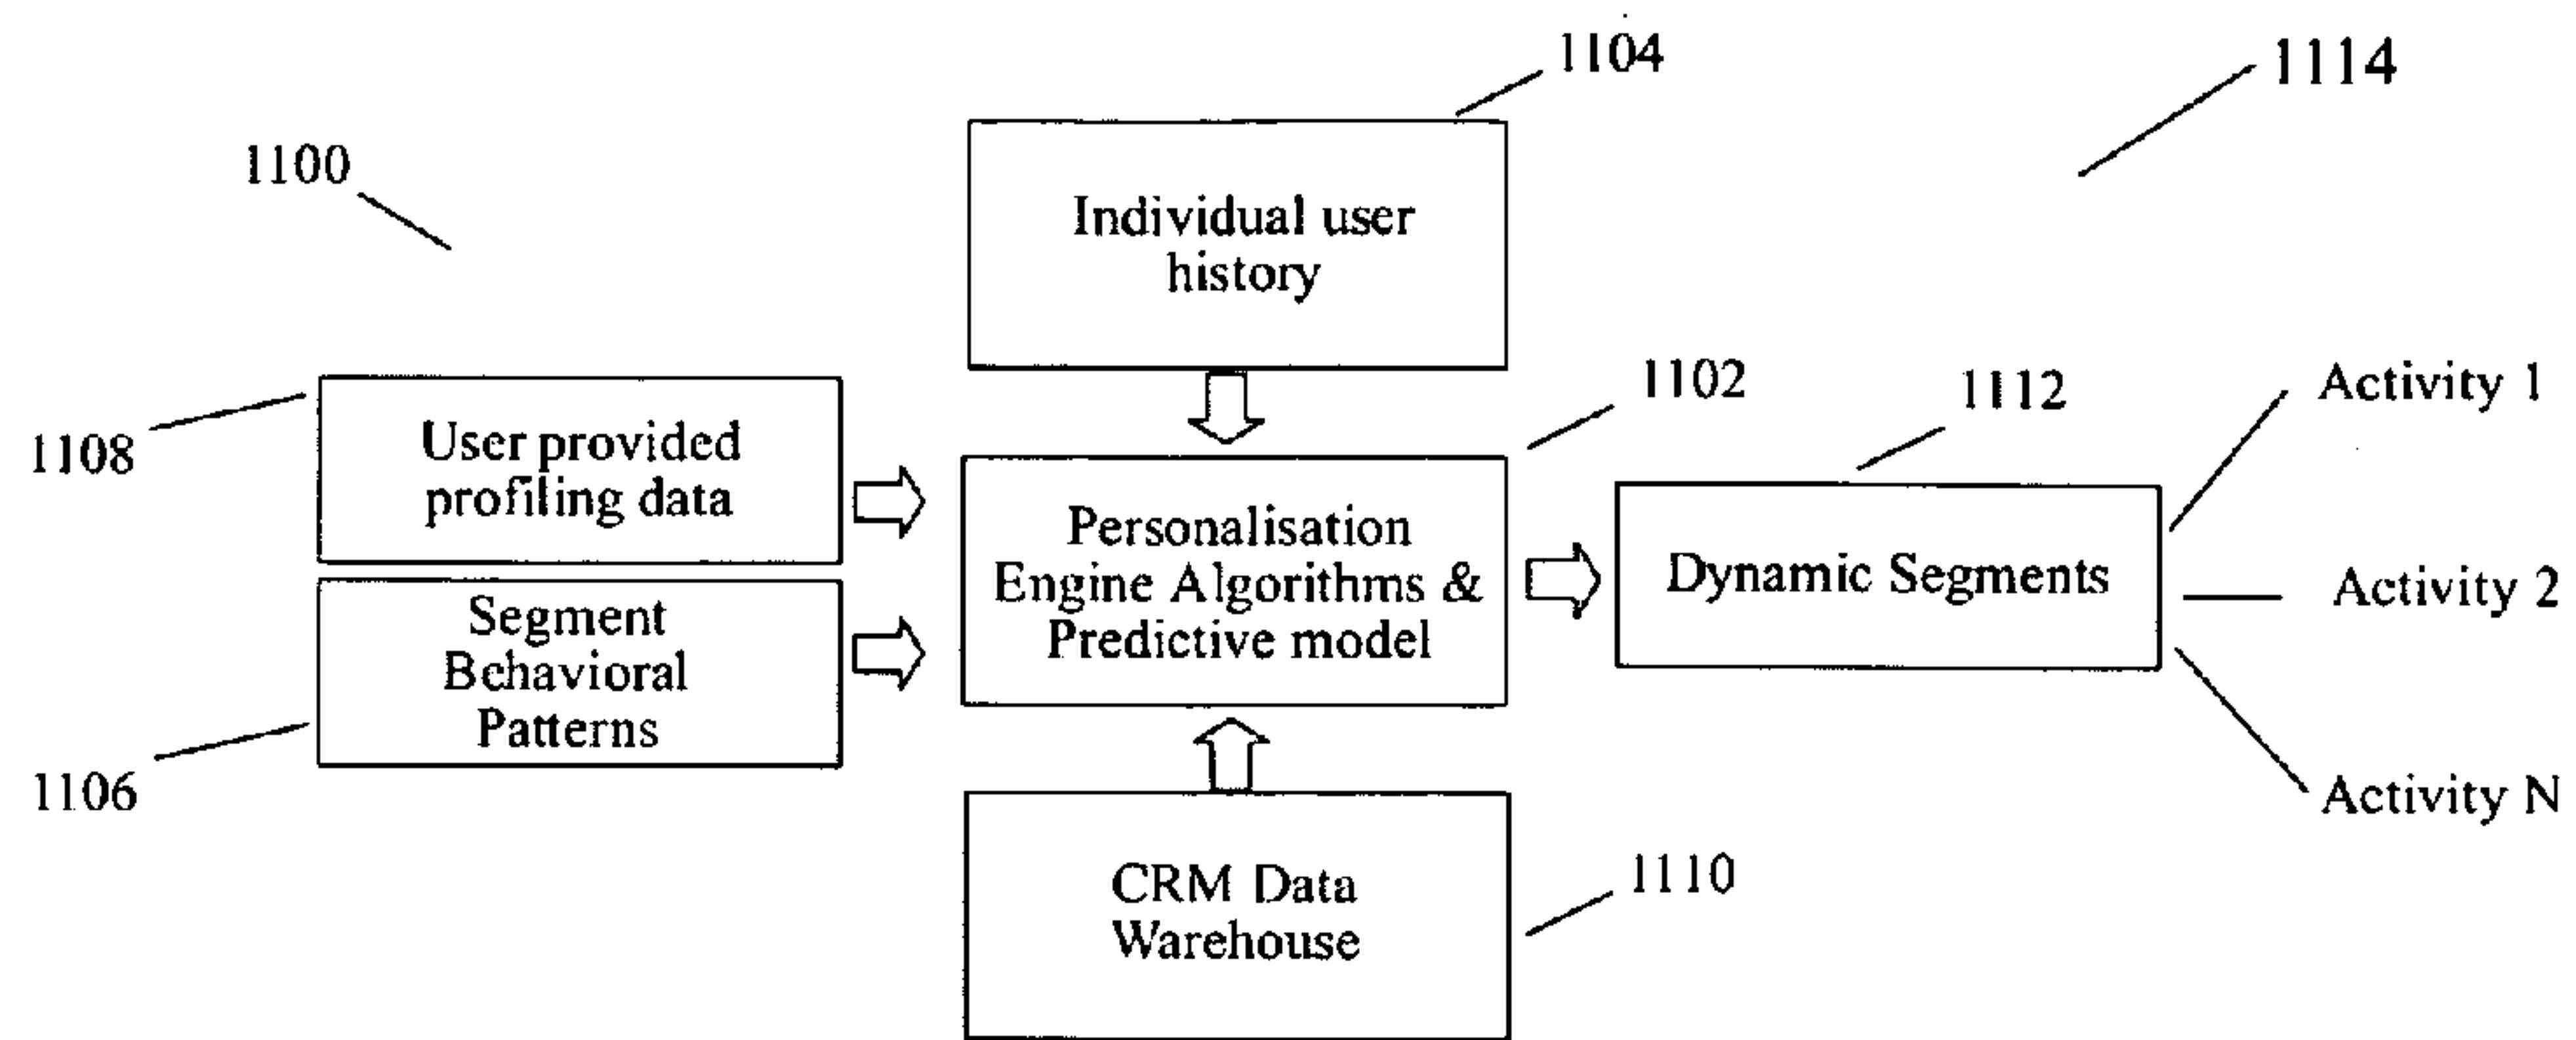 1104
1114
1100
Individual user
history
1108
User provided
profiling data
1102
1112
Activity 1
Personalisation
Engine Algorithms &
Predictive model
Dynamic Segments
Activity 2
Segment
Behavioral
Patterns
1106
Activity N
CRM Data
Warehouse
1110